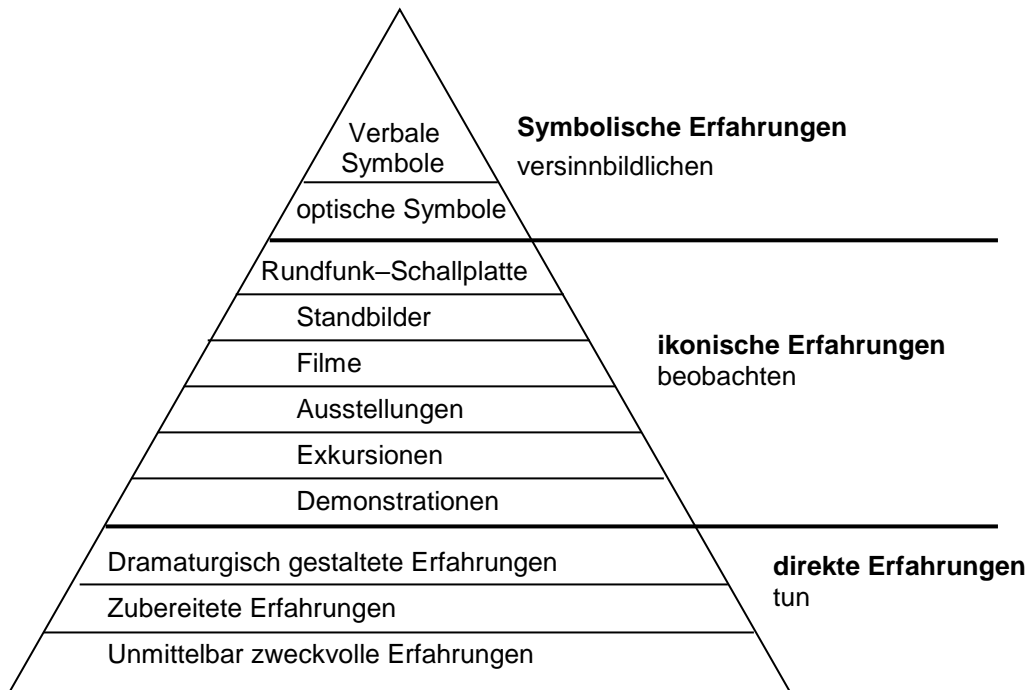 Verbale
Symbole
Symbolische Erfahrungen
versinnbildlichen
optische Symbole
Rundfunk–Schallplatte
Standbilder
ikonische Erfahrungen
Filme
beobachten
Ausstellungen
Exkursionen
Demonstrationen
Dramaturgisch gestaltete Erfahrungen
direkte Erfahrungen
tun
Zubereitete Erfahrungen
Unmittelbar zweckvolle Erfahrungen